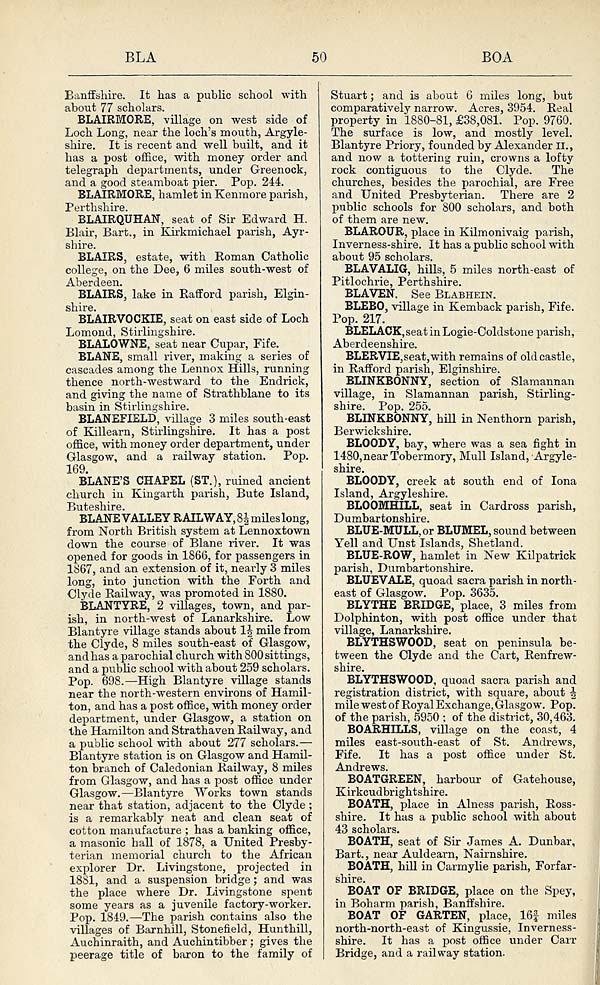 BLA 50 BOA
Banffshire. It has a public school with
about 77 scholars.
BLAIRMORE, village on west side of
Loch Long, near the loch's mouth, Argyle-
shire. It is recent and well built, and it
has a post office, with money order and
telegraph departments, under Greenock,
and a good steamboat pier. Pop. 244.
BLAIRMORE, hamlet in Kenmore parish,
Perthshire.
BLAIRQUHAN, seat of Sir Edward H.
Blair, Bart., in Kirkmichael parish, Ayr-
shire.
BLAIRS, estate, with Roman Catholic
college, on the Dee, 6 miles south-west of
Aberdeen.
BLAIRS, lake in Rafford parish, Elgin-
shire.
BLAIRVOCKIE, seat on east side of Loch
Lomond, Stirlingshire.
BLALOWNE, seat near Cupar, Fife.
BLANE, small river, making a series of
cascades among the Lennox Hills, running
thence north-westward to the Endrick,
and giving the name of Strathblane to its
basin in Stirlingshire.
BLANEFIELD, village 3 miles south-east
of Killearn, Stirlingshire. It has a post
office, with money order department, under
Glasgow, and a railway station. Pop.
169.
BLANE'S CHAPEL (ST.), ruined ancient
church in Kingarth parish, Bute Island,
Buteshire.
BLANE VALLEY RAILWAY, 8½ miles long,
from North British system at Lennoxtown
down the course of Blane river. It was
opened for goods in 1866, for passengers in
1867, and an extension of it, nearly 3 miles
long, into junction with the Forth and
Clyde Railway, was promoted in 1880.
BLANTYRE, 2 villages, town, and par-
ish, in north-west of Lanarkshire. Low
Blantyre village stands about 1½ mile from
the Clyde, 8 miles south-east of Glasgow,
and has a parochial church with 800 sittings,
and a public school with about 259 scholars.
Pop. 698.—High Blantyre village stands
near the north-western environs of Hamil-
ton, and has a post office, with money order
department, under Glasgow, a station on
the Hamilton and Strathaven Railway, and
a public school with about 277 scholars.—
Blantyre station is on Glasgow and Hamil-
ton branch of Caledonian Railway, 8 miles
from Glasgow, and has a post office under
Glasgow.—Blantyre Works town stands
near that station, adjacent to the Clyde;
is a remarkably neat and clean seat of
cotton manufacture; has a banking office,
a masonic hall of 1878, a United Presby-
terian memorial church to the African
explorer Dr. Livingstone, projected in
1881, and a suspension bridge; and was
the place where Dr. Livingstone spent
some years as a juvenile factory-worker.
Pop. 1849.—The parish contains also the
villages of Barnhill, Stonefield, Hunthill,
Auchinraith, and Auchintibber; gives the
peerage title of baron to the family of
Stuart; and is about 6 miles long, but
comparatively narrow. Acres, 3954. Real
property in 1880-81, £38,081. Pop. 9760.
The surface is low, and mostly level.
Blantyre Priory, founded by Alexander II.,
and now a tottering ruin, crowns a lofty
rock contiguous to the Clyde. The
churches, besides the parochial, are Free
and United Presbyterian. There are 2
public schools for 800 scholars, and both
of them are new.
BLAROUR, place in Kilmonivaig parish,
Inverness-shire. It has a public school with
about 95 scholars.
BLAVALIG, hills, 5 miles north-east of
Pitlochrie, Perthshire.
BLAVEN. See BLABHEIN.
BLEBO, village in Kemback parish, Fife.
Pop. 217.
BLELACK, seat in Logie-Coldstone parish,
Aberdeenshire.
BLERVIE, seat, with remains of old castle,
in Rafford parish, Elginshire.
BLINKBONNY, section of Slamannan
village, in Slamannan parish, Stirling-
shire. Pop. 255.
BLINKBONNY, hill in Nenthorn parish,
Berwickshire.
BLOODY, bay, where was a sea fight in
1480, near Tobermory, Mull Island, Argyle-
shire.
BLOODY, creek at south end of Iona
Island, Argyleshire.
BLOOMHILL, seat in Cardross parish,
Dumbartonshire.
BLUE-MULL, or BLUMEL, sound between
Yell and Unst Islands, Shetland.
BLUE-ROW, hamlet in New Kilpatrick
parish, Dumbartonshire.
BLUEVALE, quoad sacra parish in north-
east of Glasgow. Pop. 3635.
BLYTHE BRIDGE, place, 3 miles from
Dolphinton, with post office under that
village, Lanarkshire.
BLYTHSWOOD, seat on peninsula be-
tween the Clyde and the Cart, Renfrew-
shire.
BLYTHSWOOD, quoad sacra parish and
registration district, with square, about ½
mile west of Royal Exchange, Glasgow. Pop.
of the parish, 5950; of the district, 30,463.
BOARHILLS, village on the coast, 4
miles east-south-east of St. Andrews,
Fife. It has a post office under St.
Andrews.
BOATGREEN, harbour of Gatehouse,
Kirkcudbrightshire.
BOATH, place in Alness parish, Ross-
shire. It has a public school with about
43 scholars.
BOATH, seat of Sir James A. Dunbar,
Bart., near Auldearn, Nairnshire.
BOATH, hill in Carmylie parish, Forfar-
shire.
BOAT OF BRIDGE, place on the Spey,
in Boharm parish, Banffshire.
BOAT OF GARTEN, place, 16¾ miles
north-north-east of Kingussie, Inverness-
shire. It has a post office under Carr
Bridge, and a railway station.